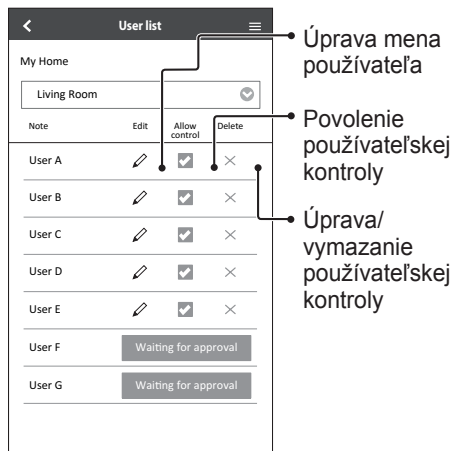 User list
My Home
Living Room
Note Edit Allow control Delete
User A
User B
User C
User D
User E
User F Waiting for approval
User G Waiting for approval
Úprava mena
používateľa
Povolenie
používateľskej
kontroly
Úprava/
vymazanie
používateľskej
kontroly